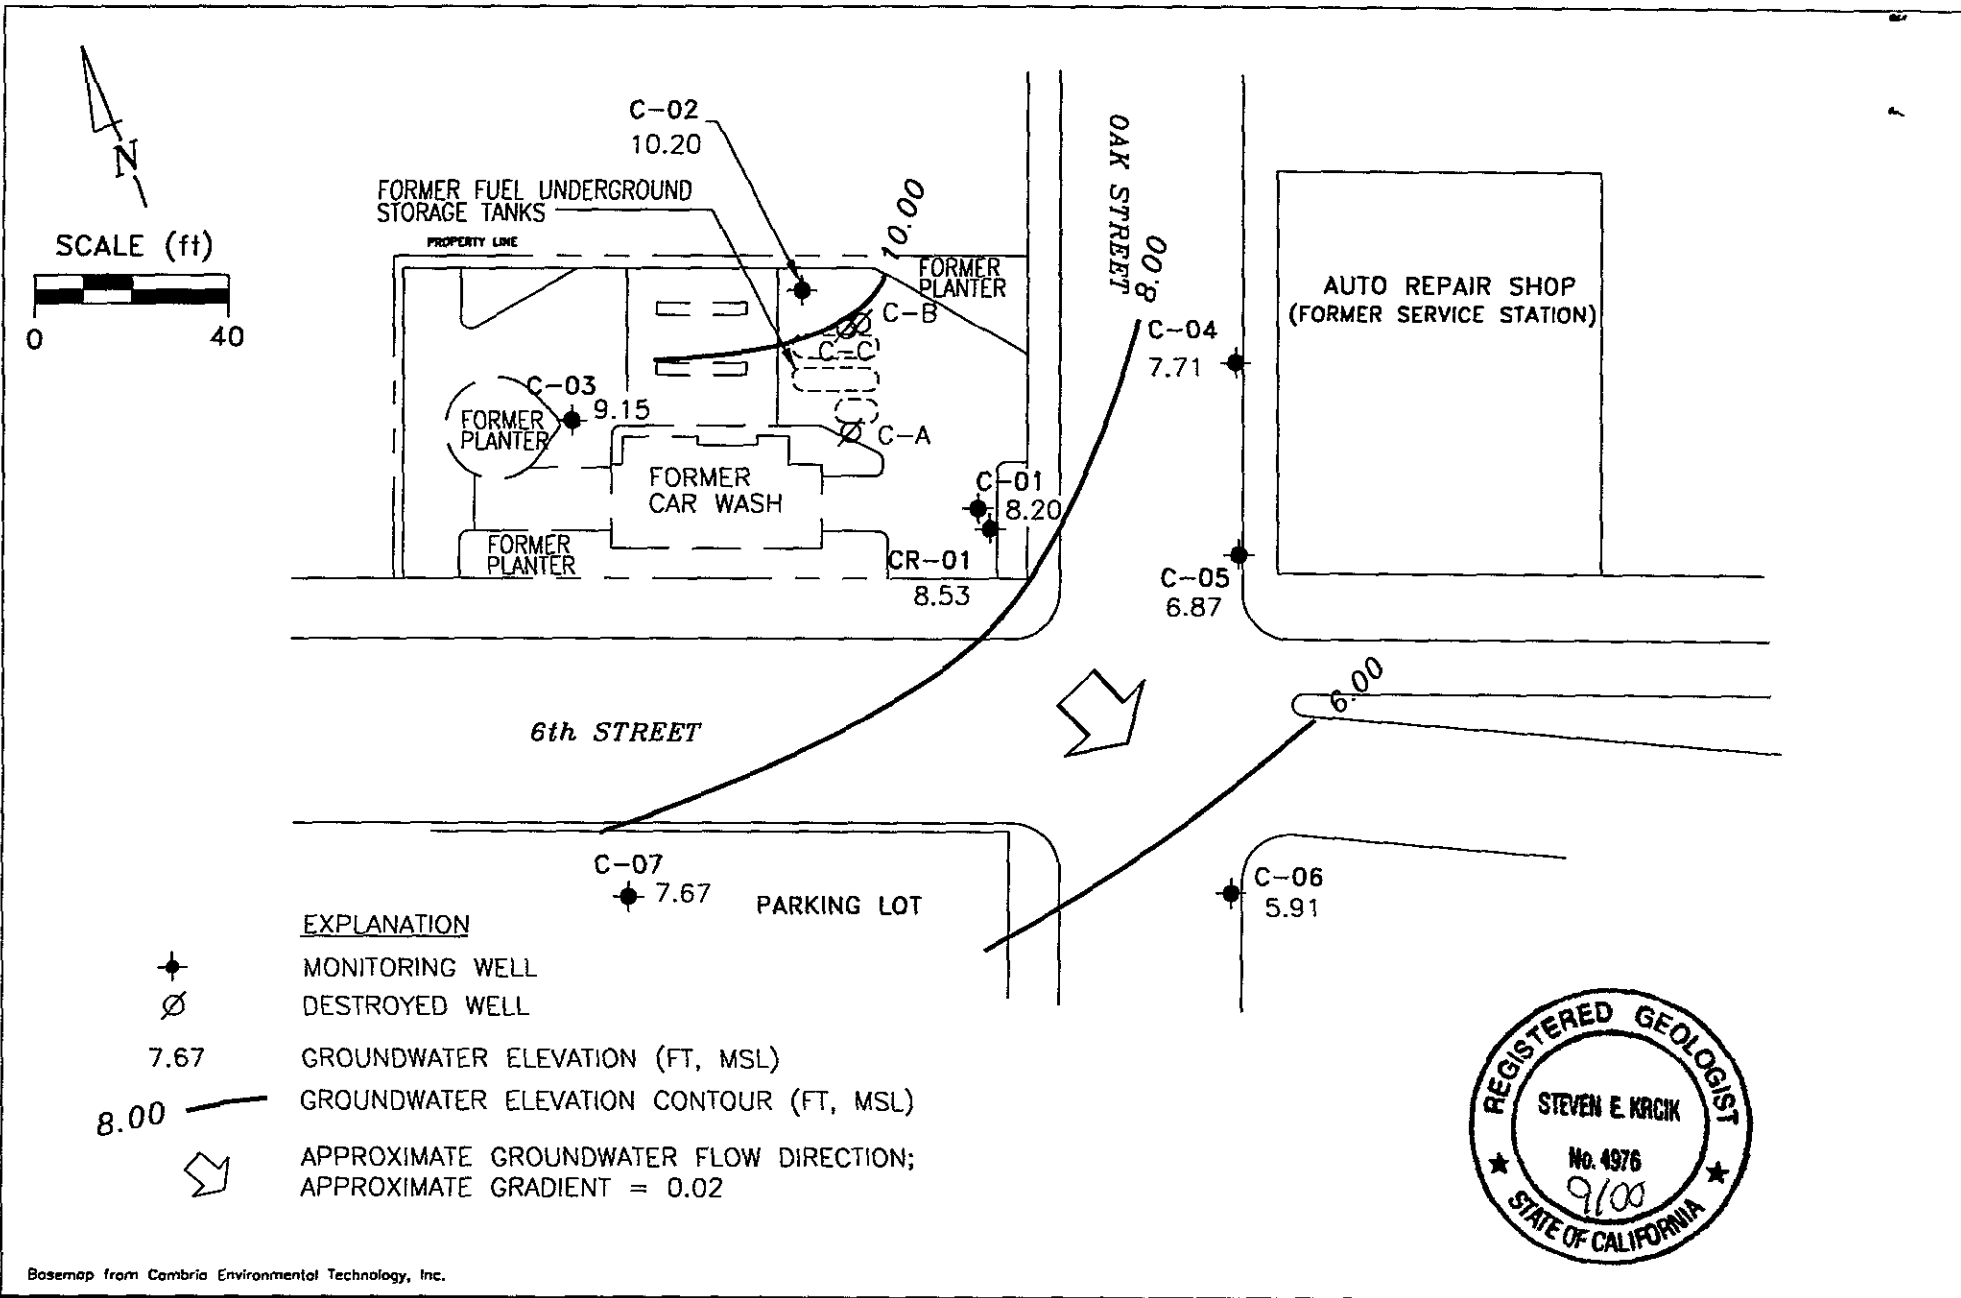 N
SCALE (ft)
0 40
C-02
10.20
FORMER FUEL UNDERGROUND
STORAGE TANKS
PROPERTY LINE
10.00
FORMER
PLANTER
C-B
C-C
C-03
9.15
FORMER
PLANTER
C-A
FORMER
CAR WASH
C-01
8.20
FORMER
PLANTER
CR-01
8.53
OAK STREET
8.00
C-04
7.71
AUTO REPAIR SHOP
(FORMER SERVICE STATION)
C-05
6.87
6.00
6th STREET
C-07
7.67
PARKING LOT
C-06
5.91
EXPLANATION
MONITORING WELL
DESTROYED WELL
7.67 GROUNDWATER ELEVATION (FT, MSL)
8.00 GROUNDWATER ELEVATION CONTOUR (FT, MSL)
APPROXIMATE GROUNDWATER FLOW DIRECTION;
APPROXIMATE GRADIENT = 0.02
REGISTERED GEOLOGIST
STEVEN E. KRCIK
No. 4976
9/00
STATE OF CALIFORNIA
Basemap from Cambria Environmental Technology, Inc.